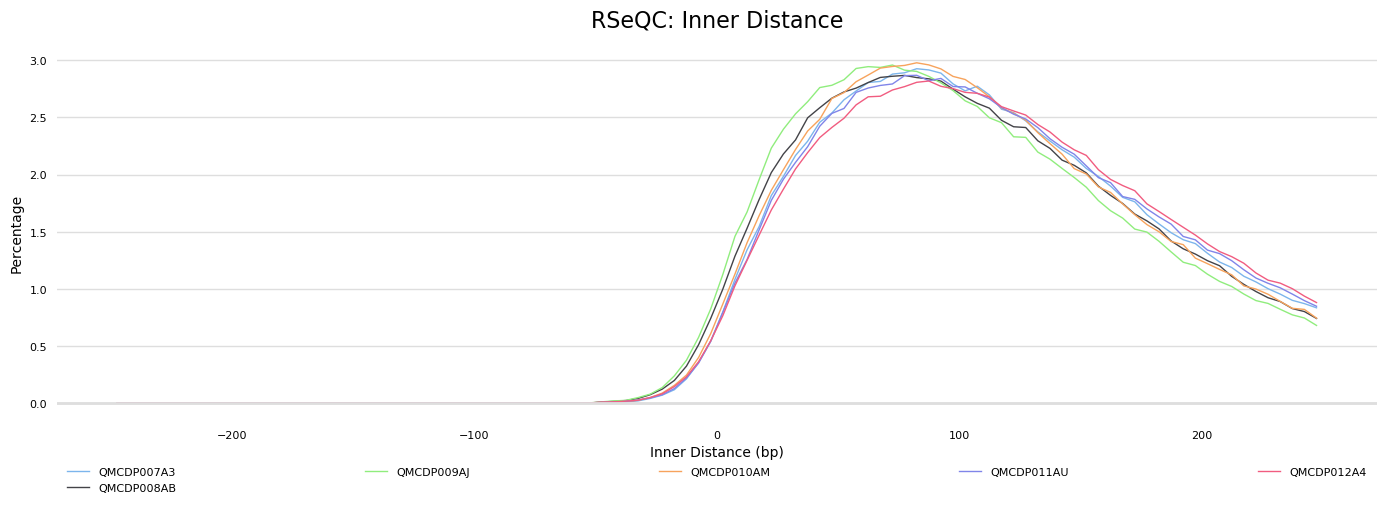 RSeQC: Inner Distance
3.0
2.5
2.0
1.5
1.0
0.5
0.0
Percentage
−200 −100 0 100 200
Inner Distance (bp)
QMCDP007A3 QMCDP009AJ QMCDP010AM QMCDP011AU QMCDP012A4
QMCDP008AB